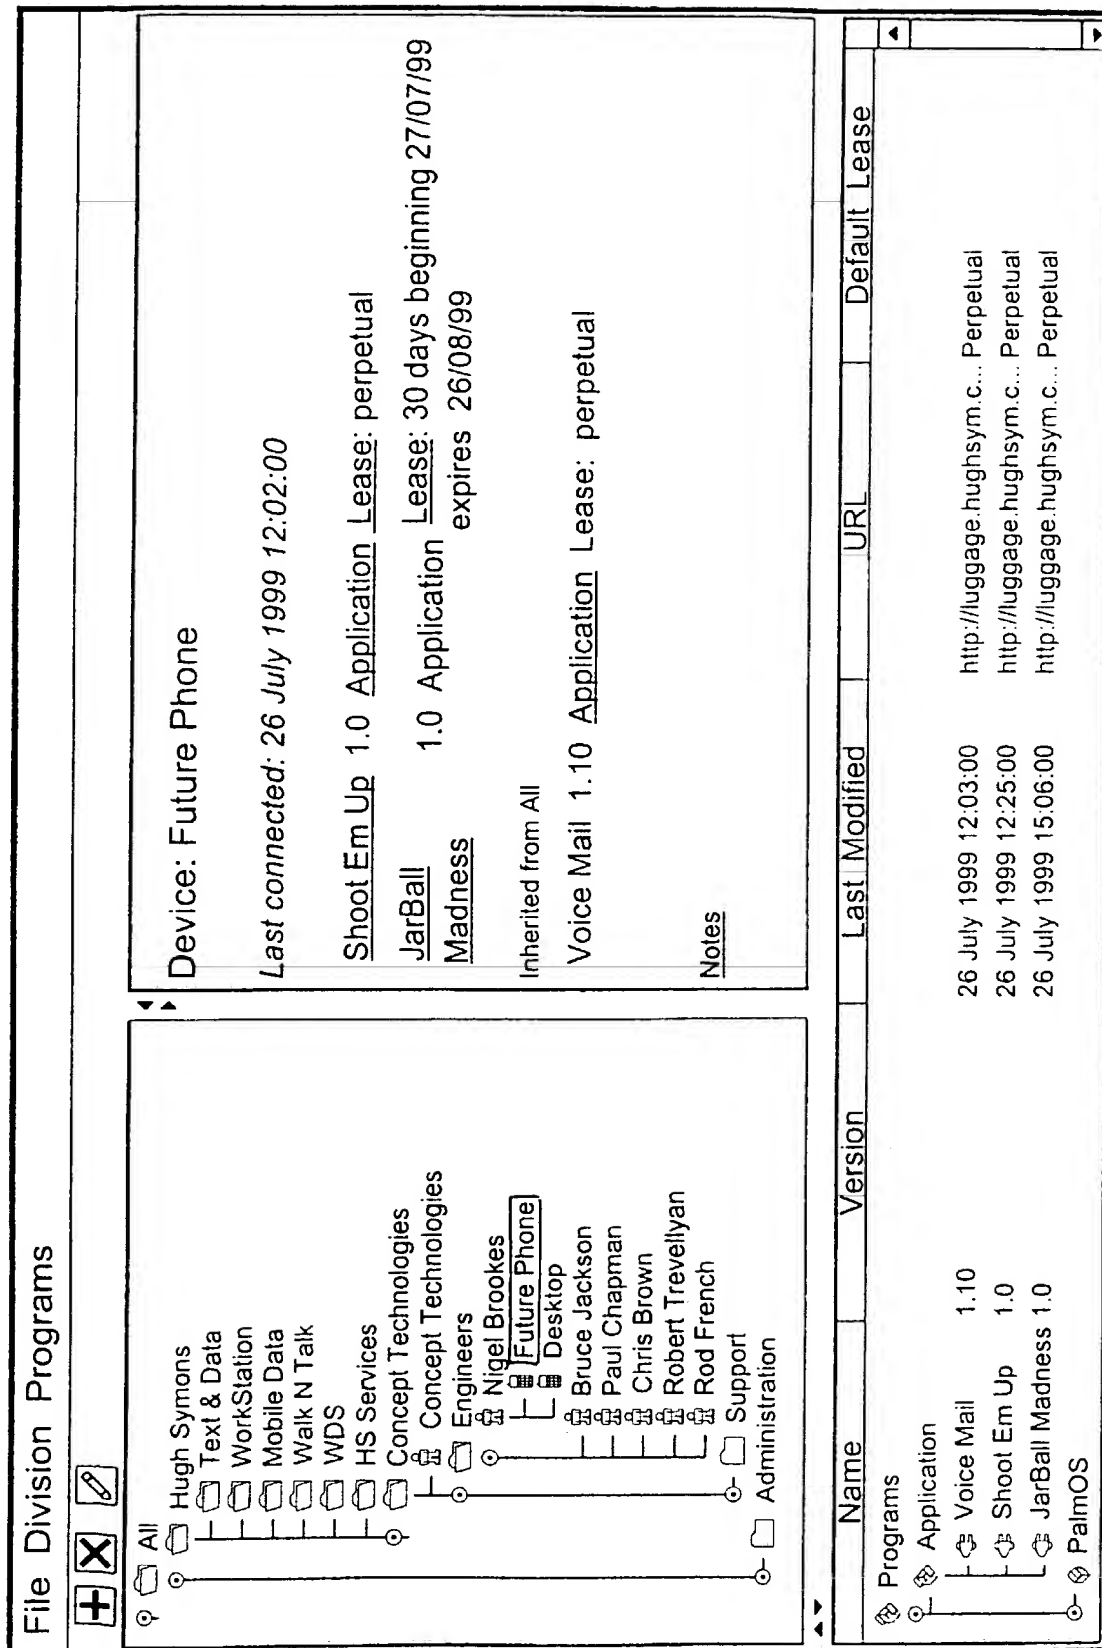 File Division Programs
All
Hugh Symons
Text & Data
WorkStation
Mobile Data
Walk N Talk
WDS
HS Services
Concept Technologies
Concept Technologies
Engineers
Nigel Brookes
Future Phone
Desktop
Bruce Jackson
Paul Chapman
Chris Brown
Robert Trevellyan
Rod French
Support
Administration
Device: Future Phone
Last connected: 26 July 1999 12:02:00
Shoot Em Up 1.0 Application Lease: perpetual
JarBall 1.0 Application Lease: 30 days beginning 27/07/99
Madness expires 26/08/99
Inherited from All
Voice Mail 1.10 Application Lease: perpetual
Notes
Name Version Last Modified URL Default Lease
Programs
Application
Voice Mail 1.10 26 July 1999 12:03:00 http://luggage.hughsym.c... Perpetual
Shoot Em Up 1.0 26 July 1999 12:25:00 http://luggage.hughsym.c... Perpetual
JarBall Madness 1.0 26 July 1999 15:06:00 http://luggage.hughsym.c... Perpetual
PalmOS